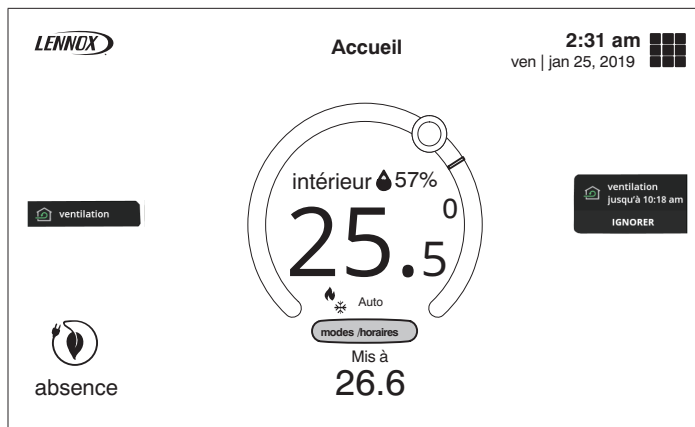 LENNOX
Accueil
2:31 am
ven | jan 25, 2019
intérieur 57%
25.5 0
Auto
modes /horaires
Mis à
26.6
ventilation
absence
ventilation
jusqu'à 10:18 am
IGNORER